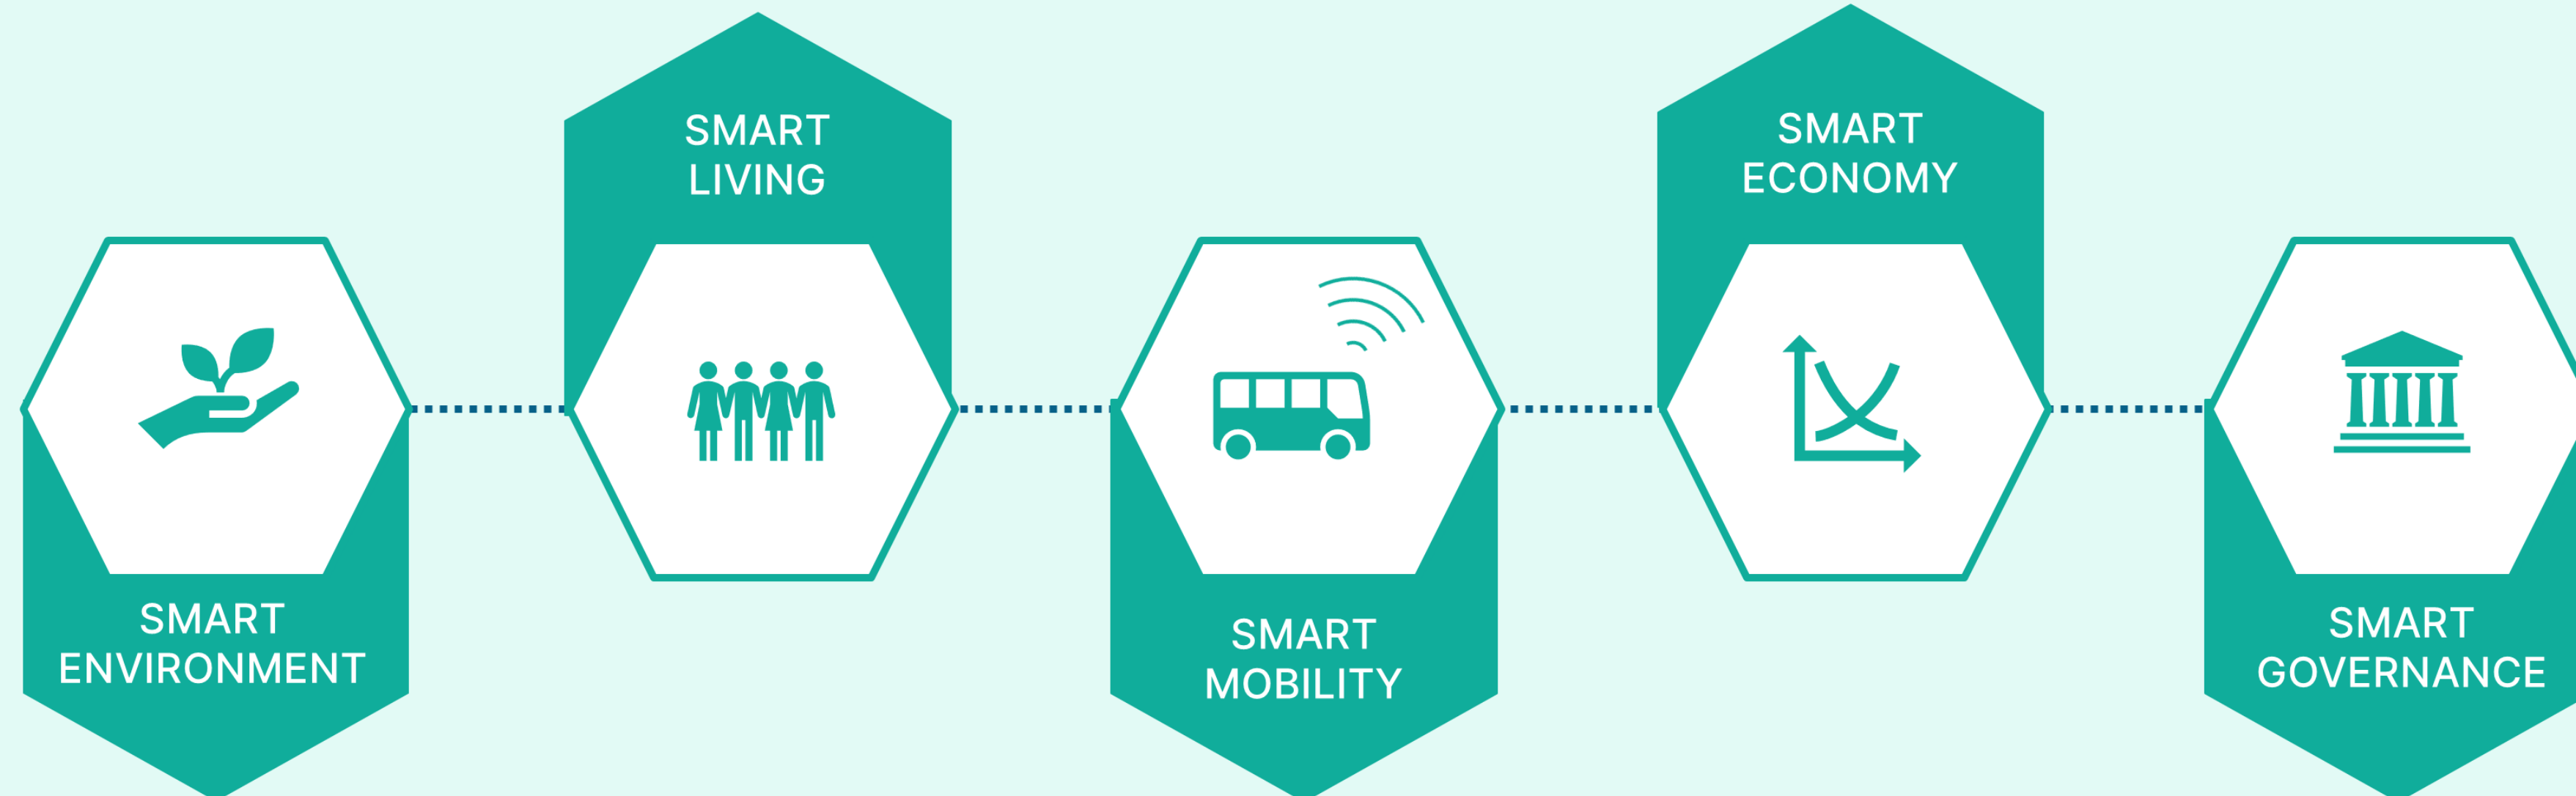 SMART
ENVIRONMENT
SMART
LIVING
SMART
MOBILITY
SMART
ECONOMY
SMART
GOVERNANCE